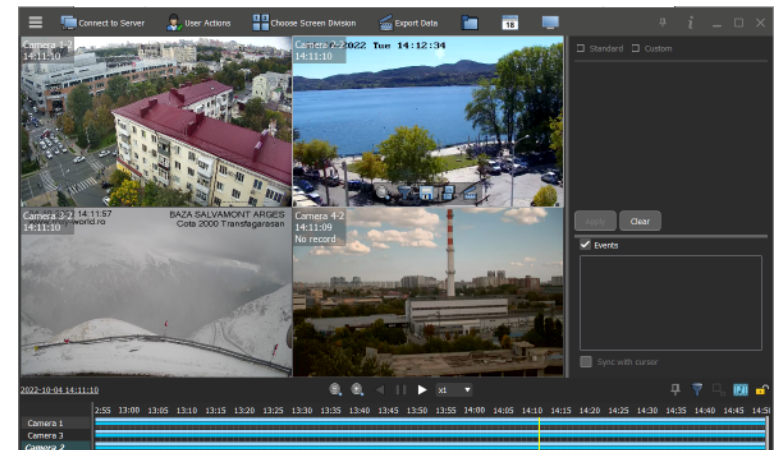 Connect to Server User Actions Choose Screen Division Export Data 18
Camera 1-2
14:11:10
Camera 2-2 2022 Tue 14:12:34
14:11:10
Standard Custom
Camera 3-2 14:11:57
14:11:10 world.ro
BAZA SALVAMONT ARGES
Cota 2000 Transfagarasan
Camera 4-2
14:11:09
No record
Apply Clear
Events
Sync with cursor
2022-10-04 14:11:10
x1
2:55 13:00 13:05 13:10 13:15 13:20 13:25 13:30 13:35 13:40 13:45 13:50 13:55 14:00 14:05 14:10 14:15 14:20 14:25 14:30 14:35 14:40 14:45 14:50
Camera 1
Camera 3
Camera 2